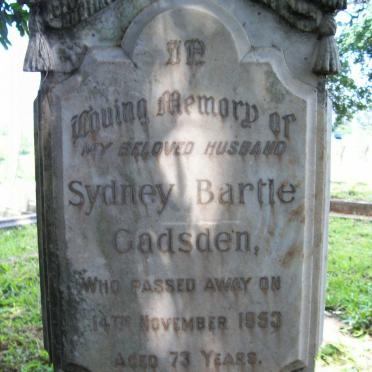 In
Loving Memory of
MY BELOVED HUSBAND
Sydney Bartle
Gadsden,
WHO PASSED AWAY ON
14TH NOVEMBER 1953
AGED 73 YEARS.